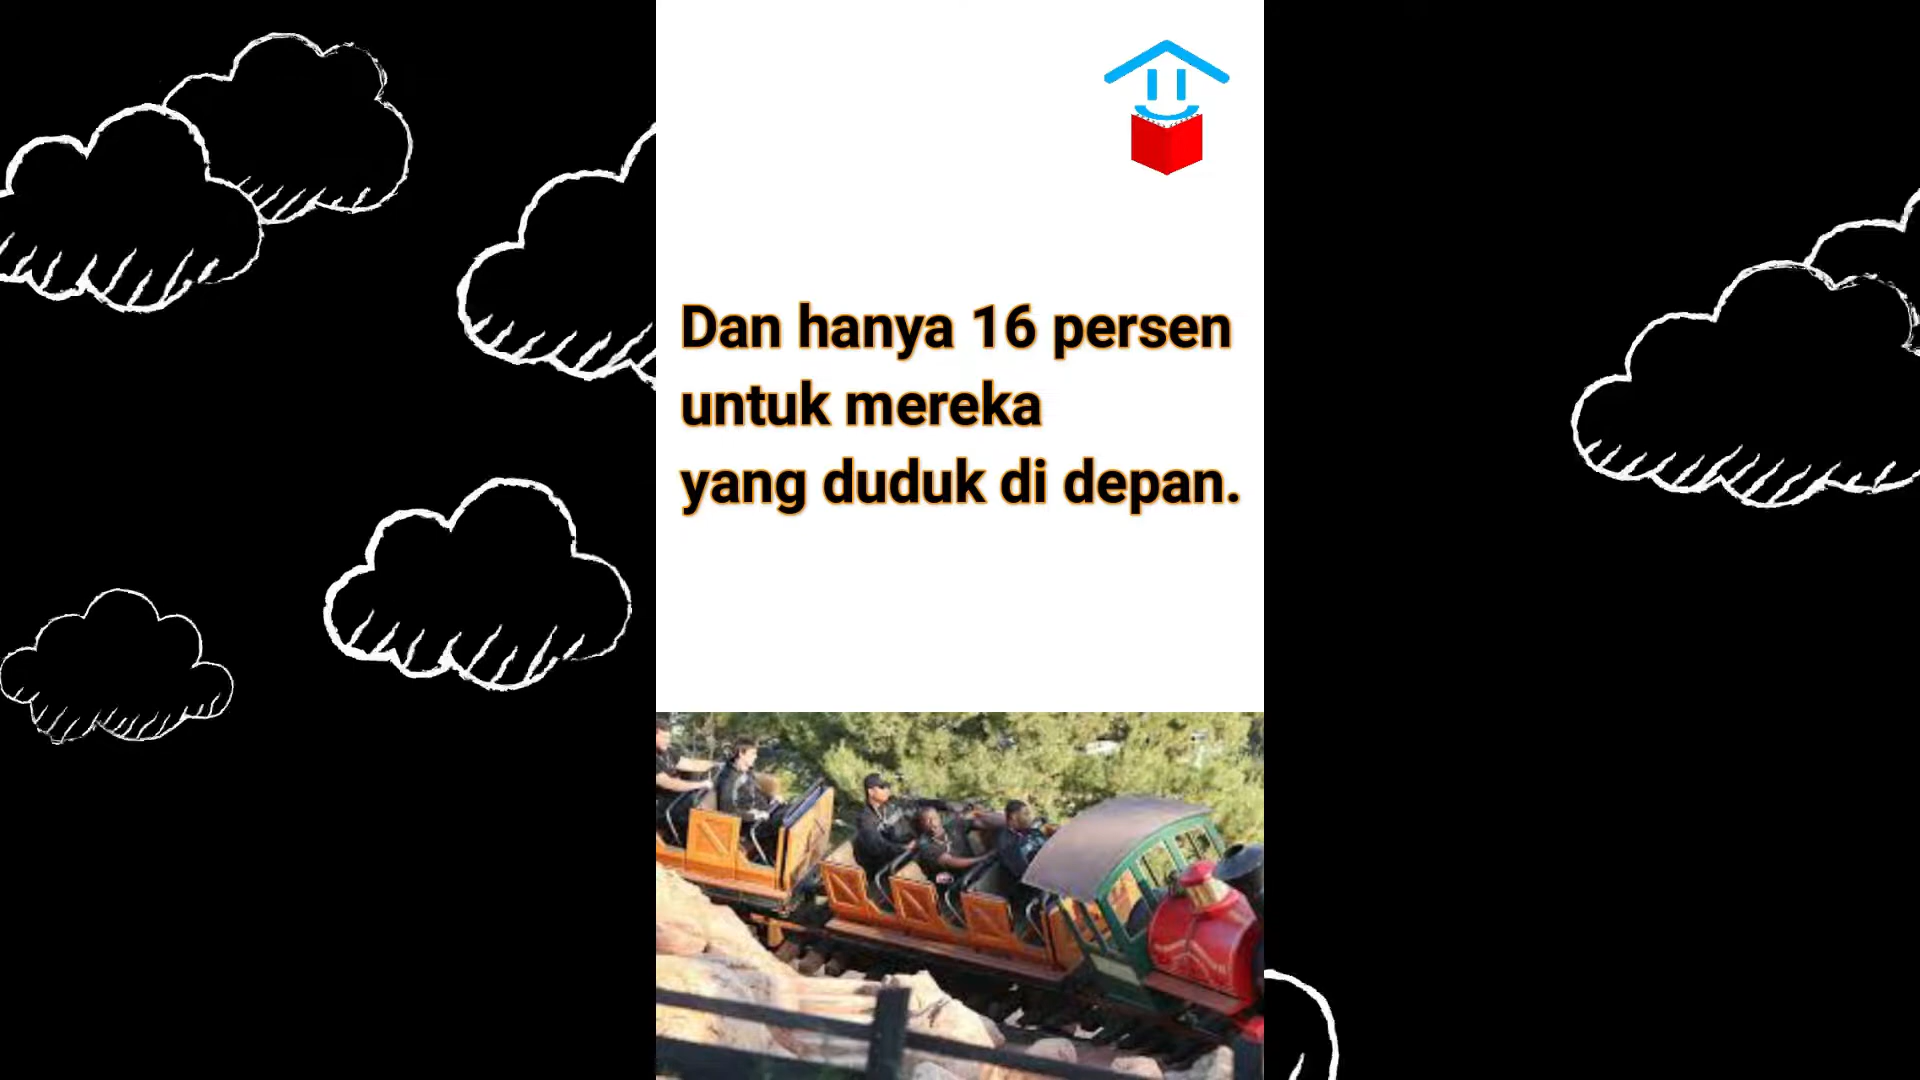 Dan hanya 16 persen
untuk mereka
yang duduk di depan.